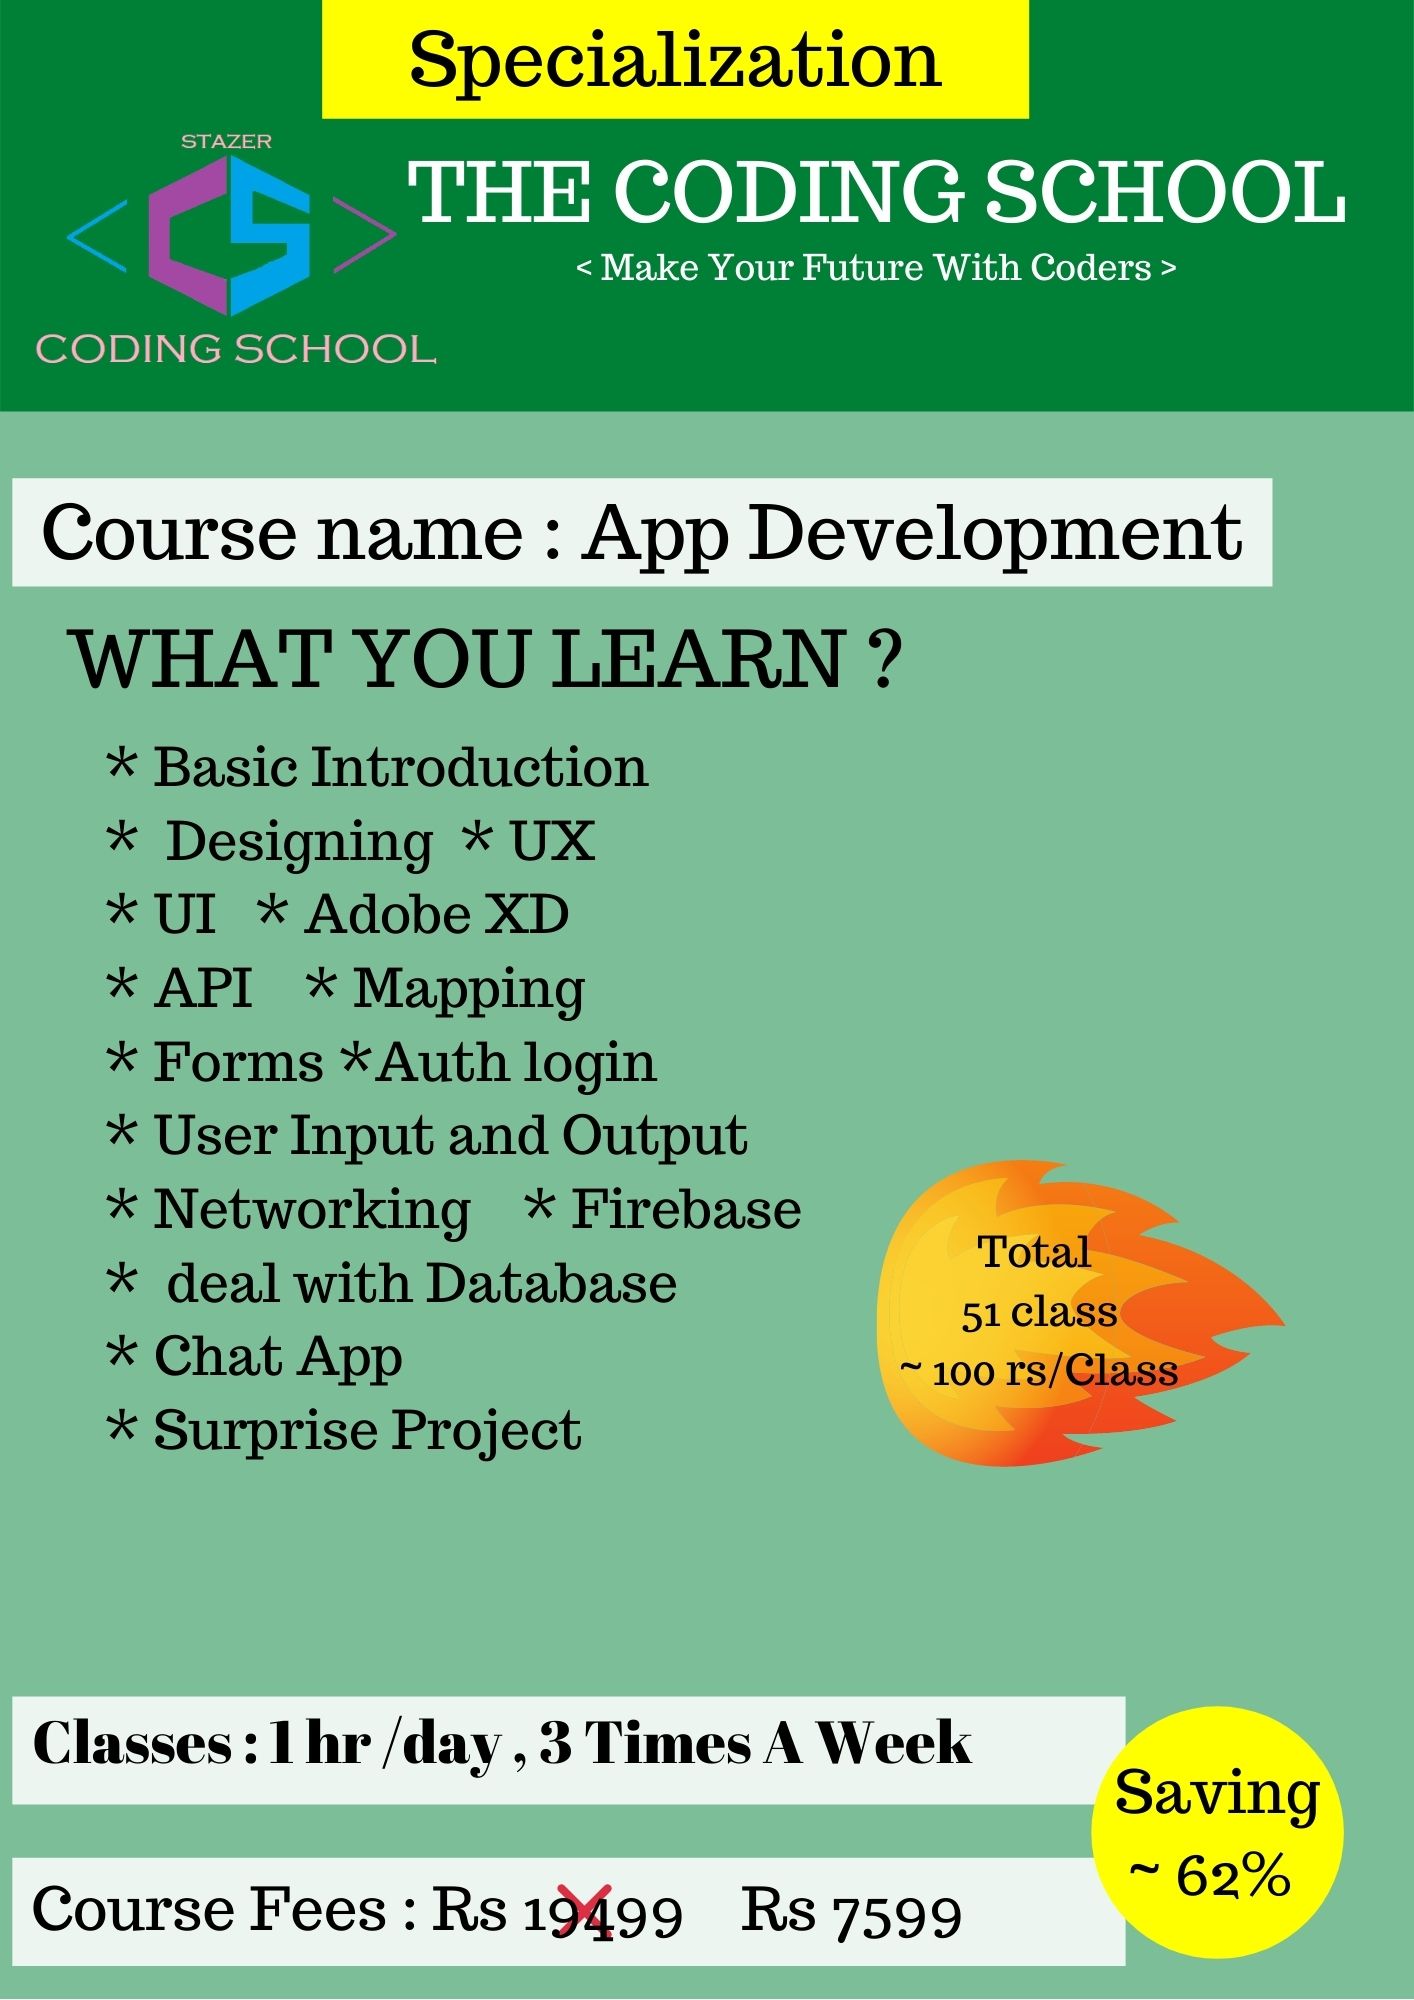 Specialization
STAZER
CS
CODING SCHOOL
THE CODING SCHOOL
< Make Your Future With Coders >
Course name : App Development
WHAT YOU LEARN ?
* Basic Introduction
* Designing * UX
* UI * Adobe XD
* API * Mapping
* Forms *Auth login
* User Input and Output
* Networking * Firebase
* deal with Database
* Chat App
* Surprise Project
Total
51 class
~ 100 rs/Class
Classes : 1 hr /day , 3 Times A Week
Course Fees : Rs 19499 Rs 7599
Saving
~ 62%